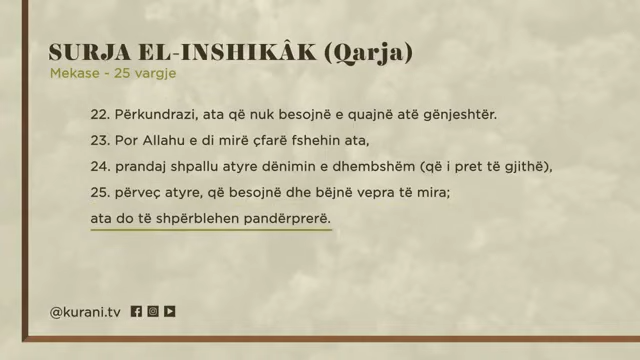 SURJA EL-INSHIKÂK (Qarja)
Mekase - 25 vargje
22. Përkundrazi, ata që nuk besojnë e quajnë atë gënjeshtër.
23. Por Allahu e di mirë çfarë fshehin ata,
24. prandaj shpallu atyre dënimin e dhembshëm (që i pret të gjithë),
25. përveç atyre, që besojnë dhe bëjnë vepra të mira;
ata do të shpërblehen pandërprerë.
@kurani.tv